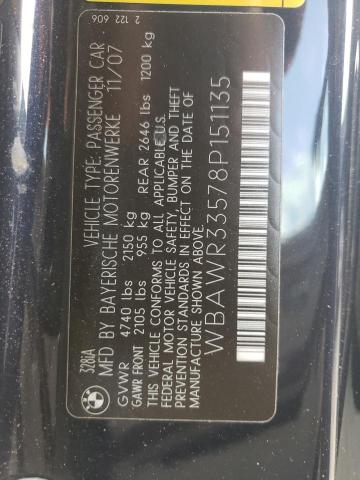 328iA
2 122 606
VEHICLE TYPE: PASSENGER CAR
MFD BY BAYERISCHE MOTORENWERKE 11/07
GVWR 4740 lbs 2150 kg
GAWR FRONT 2105 lbs 955 kg REAR 2646 lbs 1200 kg
THIS VEHICLE CONFORMS TO ALL APPLICABLE U.S.
FEDERAL MOTOR VEHICLE SAFETY, BUMPER AND THEFT
PREVENTION STANDARDS IN EFFECT ON THE DATE OF
MANUFACTURE SHOWN ABOVE.
WBAWR33578P151135